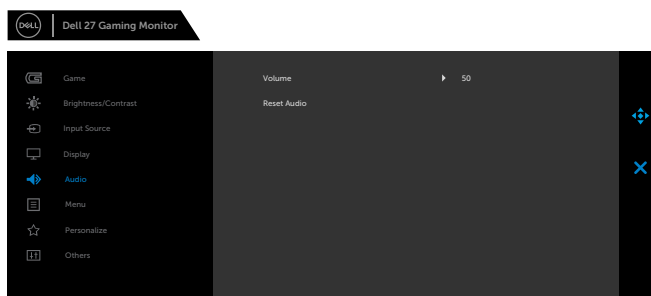 DELL Dell 27 Gaming Monitor
Game
Volume 50
Brightness/Contrast
Reset Audio
Input Source
Display
Audio
Menu
Personalize
Others